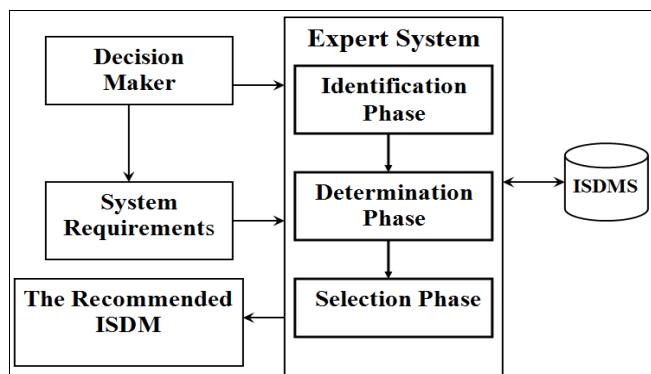 Decision
Maker
Expert System
Identification
Phase
System
Requirements
Determination
Phase
ISDMS
The Recommended
ISDM
Selection Phase